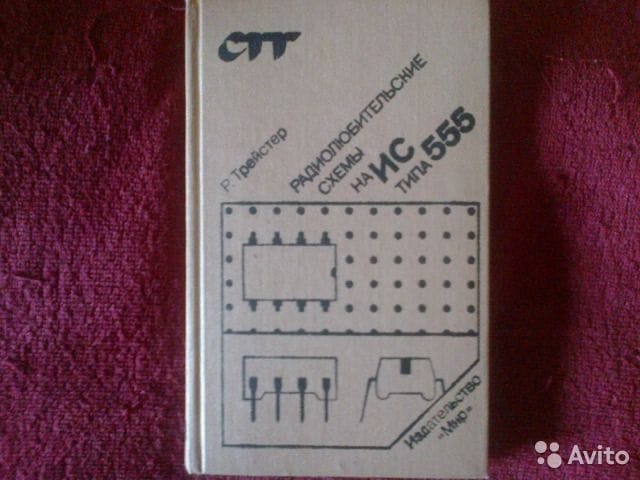 СТТ
Р. Трейстер
РАДИОЛЮБИТЕЛЬСКИЕ
СХЕМЫ
НА ИС
ТИПА 555
Издательство
"Мир"
Avito